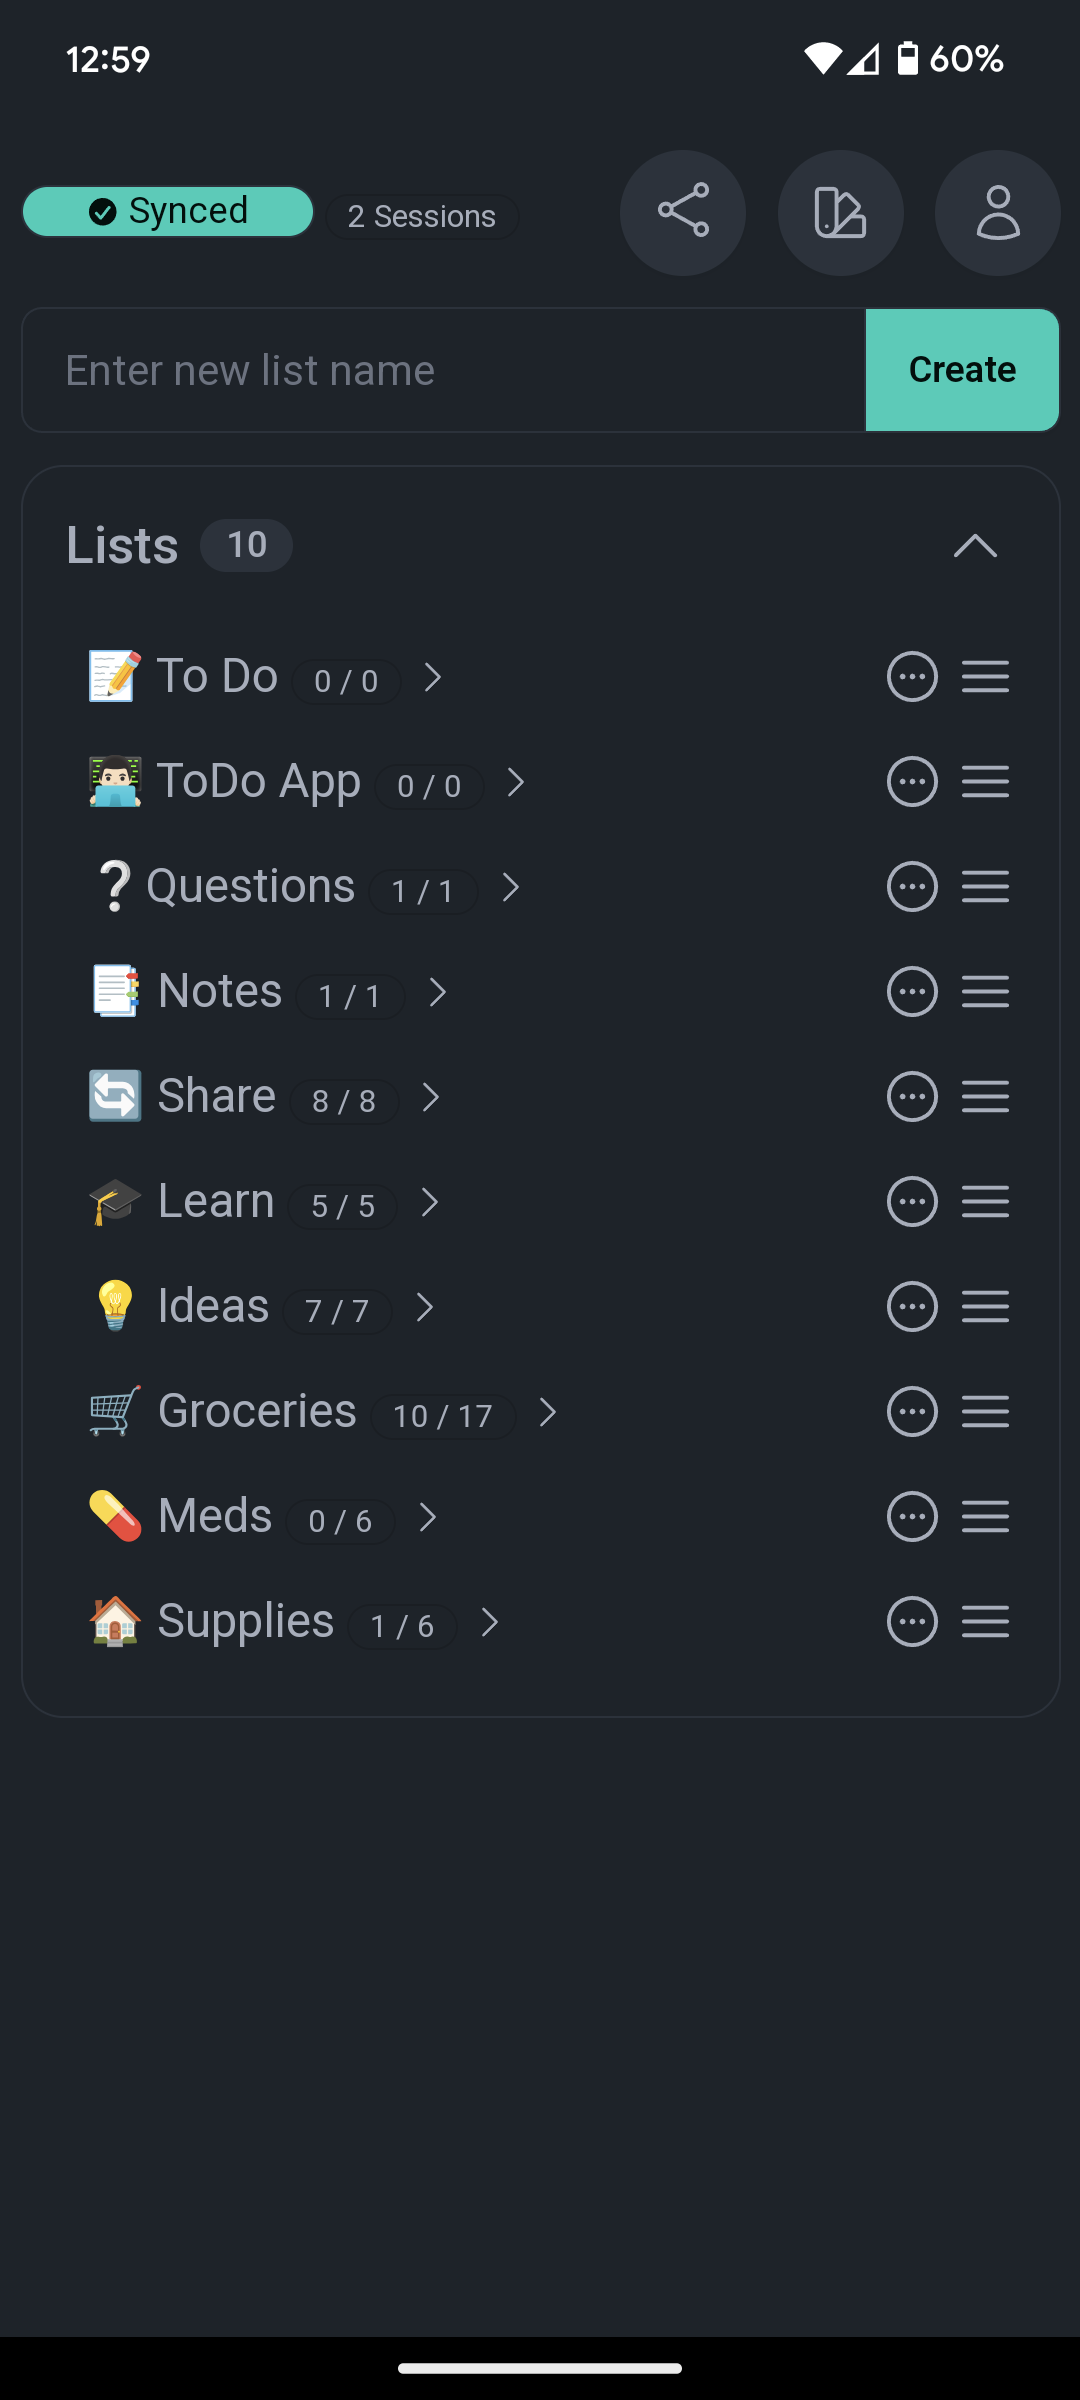 12:59 60%
Synced 2 Sessions
Enter new list name Create
Lists 10
To Do 0 / 0
ToDo App 0 / 0
Questions 1 / 1
Notes 1 / 1
Share 8 / 8
Learn 5 / 5
Ideas 7 / 7
Groceries 10 / 17
Meds 0 / 6
Supplies 1 / 6